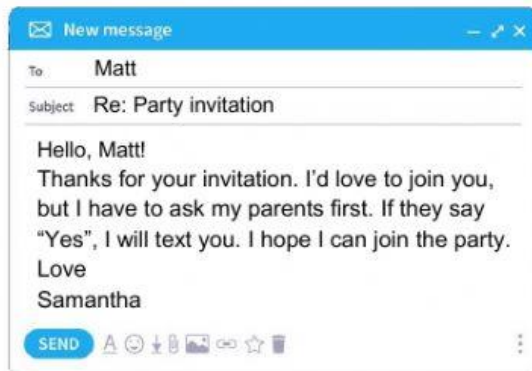 New message
To Matt
Subject Re: Party invitation
Hello, Matt!
Thanks for your invitation. I'd love to join you,
but I have to ask my parents first. If they say
“Yes”, I will text you. I hope I can join the party.
Love
Samantha
SEND